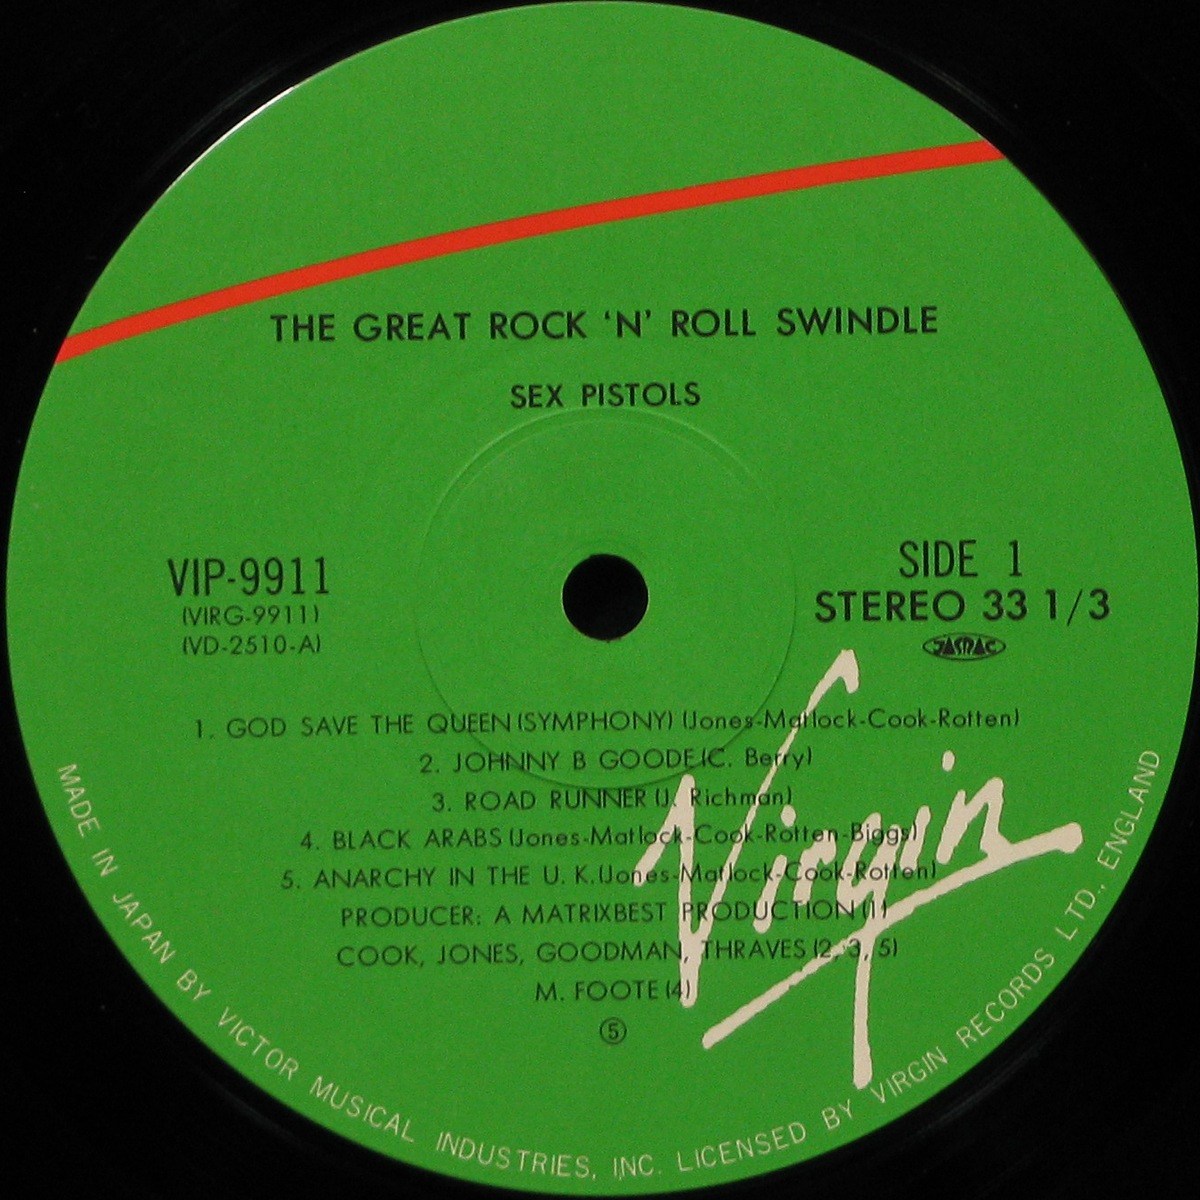 THE GREAT ROCK 'N' ROLL SWINDLE
SEX PISTOLS
VIP-9911
(VIRG-9911)
(VD-2510-A)
SIDE 1
STEREO 33 1/3
JASRAC
1. GOD SAVE THE QUEEN (SYMPHONY) (Jones-Matlock-Cook-Rotten)
2. JOHNNY B GOODE (C. Berry)
3. ROAD RUNNER (J. Richman)
4. BLACK ARABS (Jones-Matlock-Cook-Rotten-Biggs)
5. ANARCHY IN THE U. K. (Jones-Matlock-Cook-Rotten)
PRODUCER: A MATRIXBEST PRODUCTION (1)
COOK, JONES, GOODMAN, THRAVES (2, 3, 5)
M. FOOTE (4)
⑤
Virgin
MADE IN JAPAN BY VICTOR MUSICAL INDUSTRIES, INC. LICENSED BY VIRGIN RECORDS LTD., ENGLAND